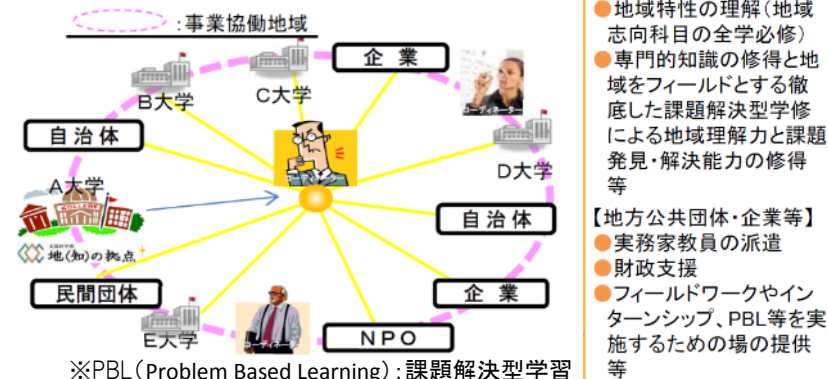 ：事業協働地域
企 業
B大学
C大学
コーディネーター
自 治 体
D大学
A大学
自 治 体
地(知)の拠点
民間団体
企 業
E大学
コーディネーター
NPO
※PBL（Problem Based Learning）：課題解決型学習
●地域特性の理解（地域
志向科目の全学必修）
●専門的知識の修得と地
域をフィールドとする徹
底した課題解決型学修
による地域理解力と課題
発見・解決能力の修得
等
【地方公共団体・企業等】
●実務家教員の派遣
●財政支援
●フィールドワークやイン
ターンシップ、PBL等を実
施するための場の提供
等